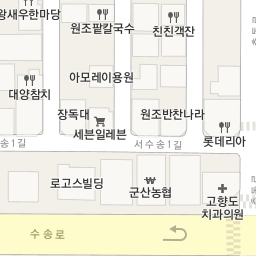 왕새우한마당
원조팥칼국수
친친객잔
아모레이용원
대양참치
장독대
원조반찬나라
세븐일레븐
롯데리아
송1길
서수송1길
로고스빌딩
군산농협
고향도
치과의원
수송로